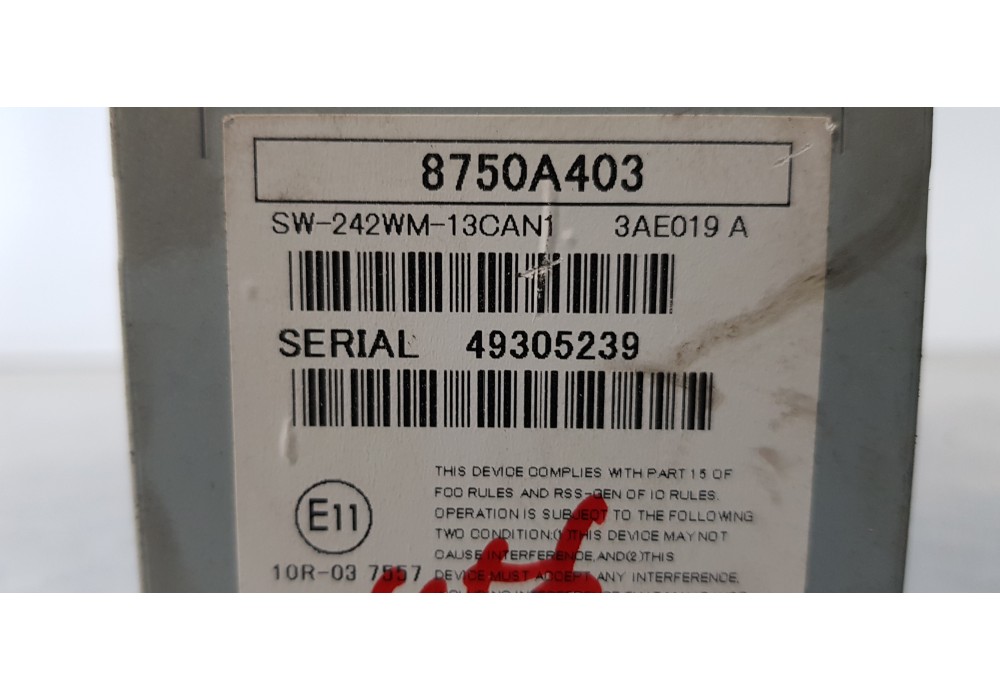 8750A403
SW-242WM-13CAN1 3AE019 A
SERIAL 49305239
E11
10R-03 7557
THIS DEVICE COMPLIES WITH PART 15 OF
FCC RULES AND RSS-GEN OF IC RULES.
OPERATION IS SUBJECT TO THE FOLLOWING
TWO CONDITION:(1)THIS DEVICE MAY NOT
CAUSE INTERFERENCE,AND(2)THIS
DEVICE MUST ACCEPT ANY INTERFERENCE,